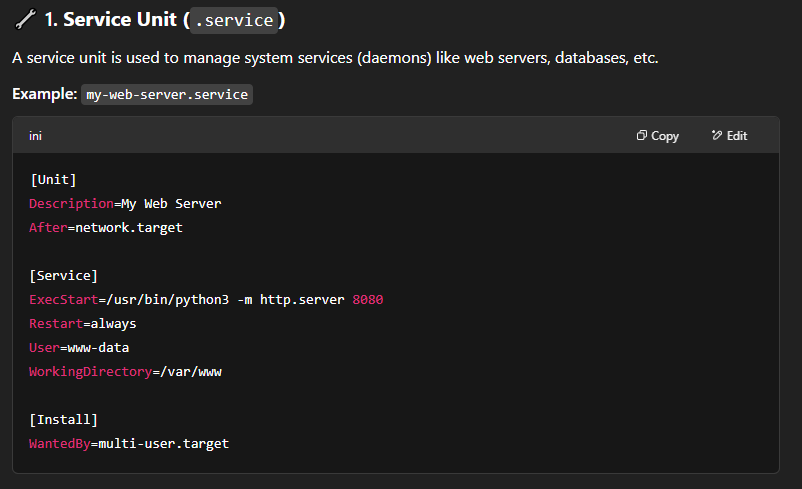 🔧 1. Service Unit (.service)
A service unit is used to manage system services (daemons) like web servers, databases, etc.
Example: my-web-server.service
ini Copy Edit
[Unit]
Description=My Web Server
After=network.target
[Service]
ExecStart=/usr/bin/python3 -m http.server 8080
Restart=always
User=www-data
WorkingDirectory=/var/www
[Install]
WantedBy=multi-user.target